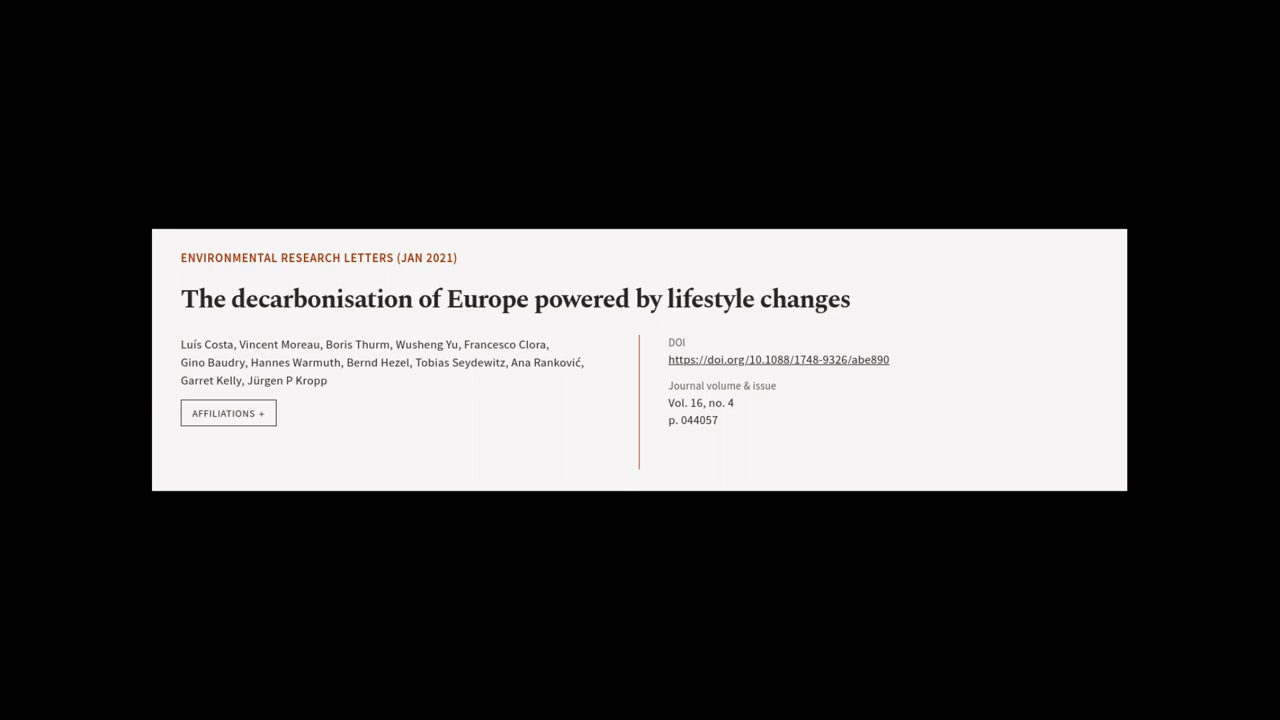 ENVIRONMENTAL RESEARCH LETTERS (JAN 2021)
The decarbonisation of Europe powered by lifestyle changes
Luís Costa, Vincent Moreau, Boris Thurm, Wusheng Yu, Francesco Clora,
Gino Baudry, Hannes Warmuth, Bernd Hezel, Tobias Seydewitz, Ana Ranković,
Garret Kelly, Jürgen P Kropp
AFFILIATIONS +
DOI
https://doi.org/10.1088/1748-9326/abe890
Journal volume & issue
Vol. 16, no. 4
p. 044057